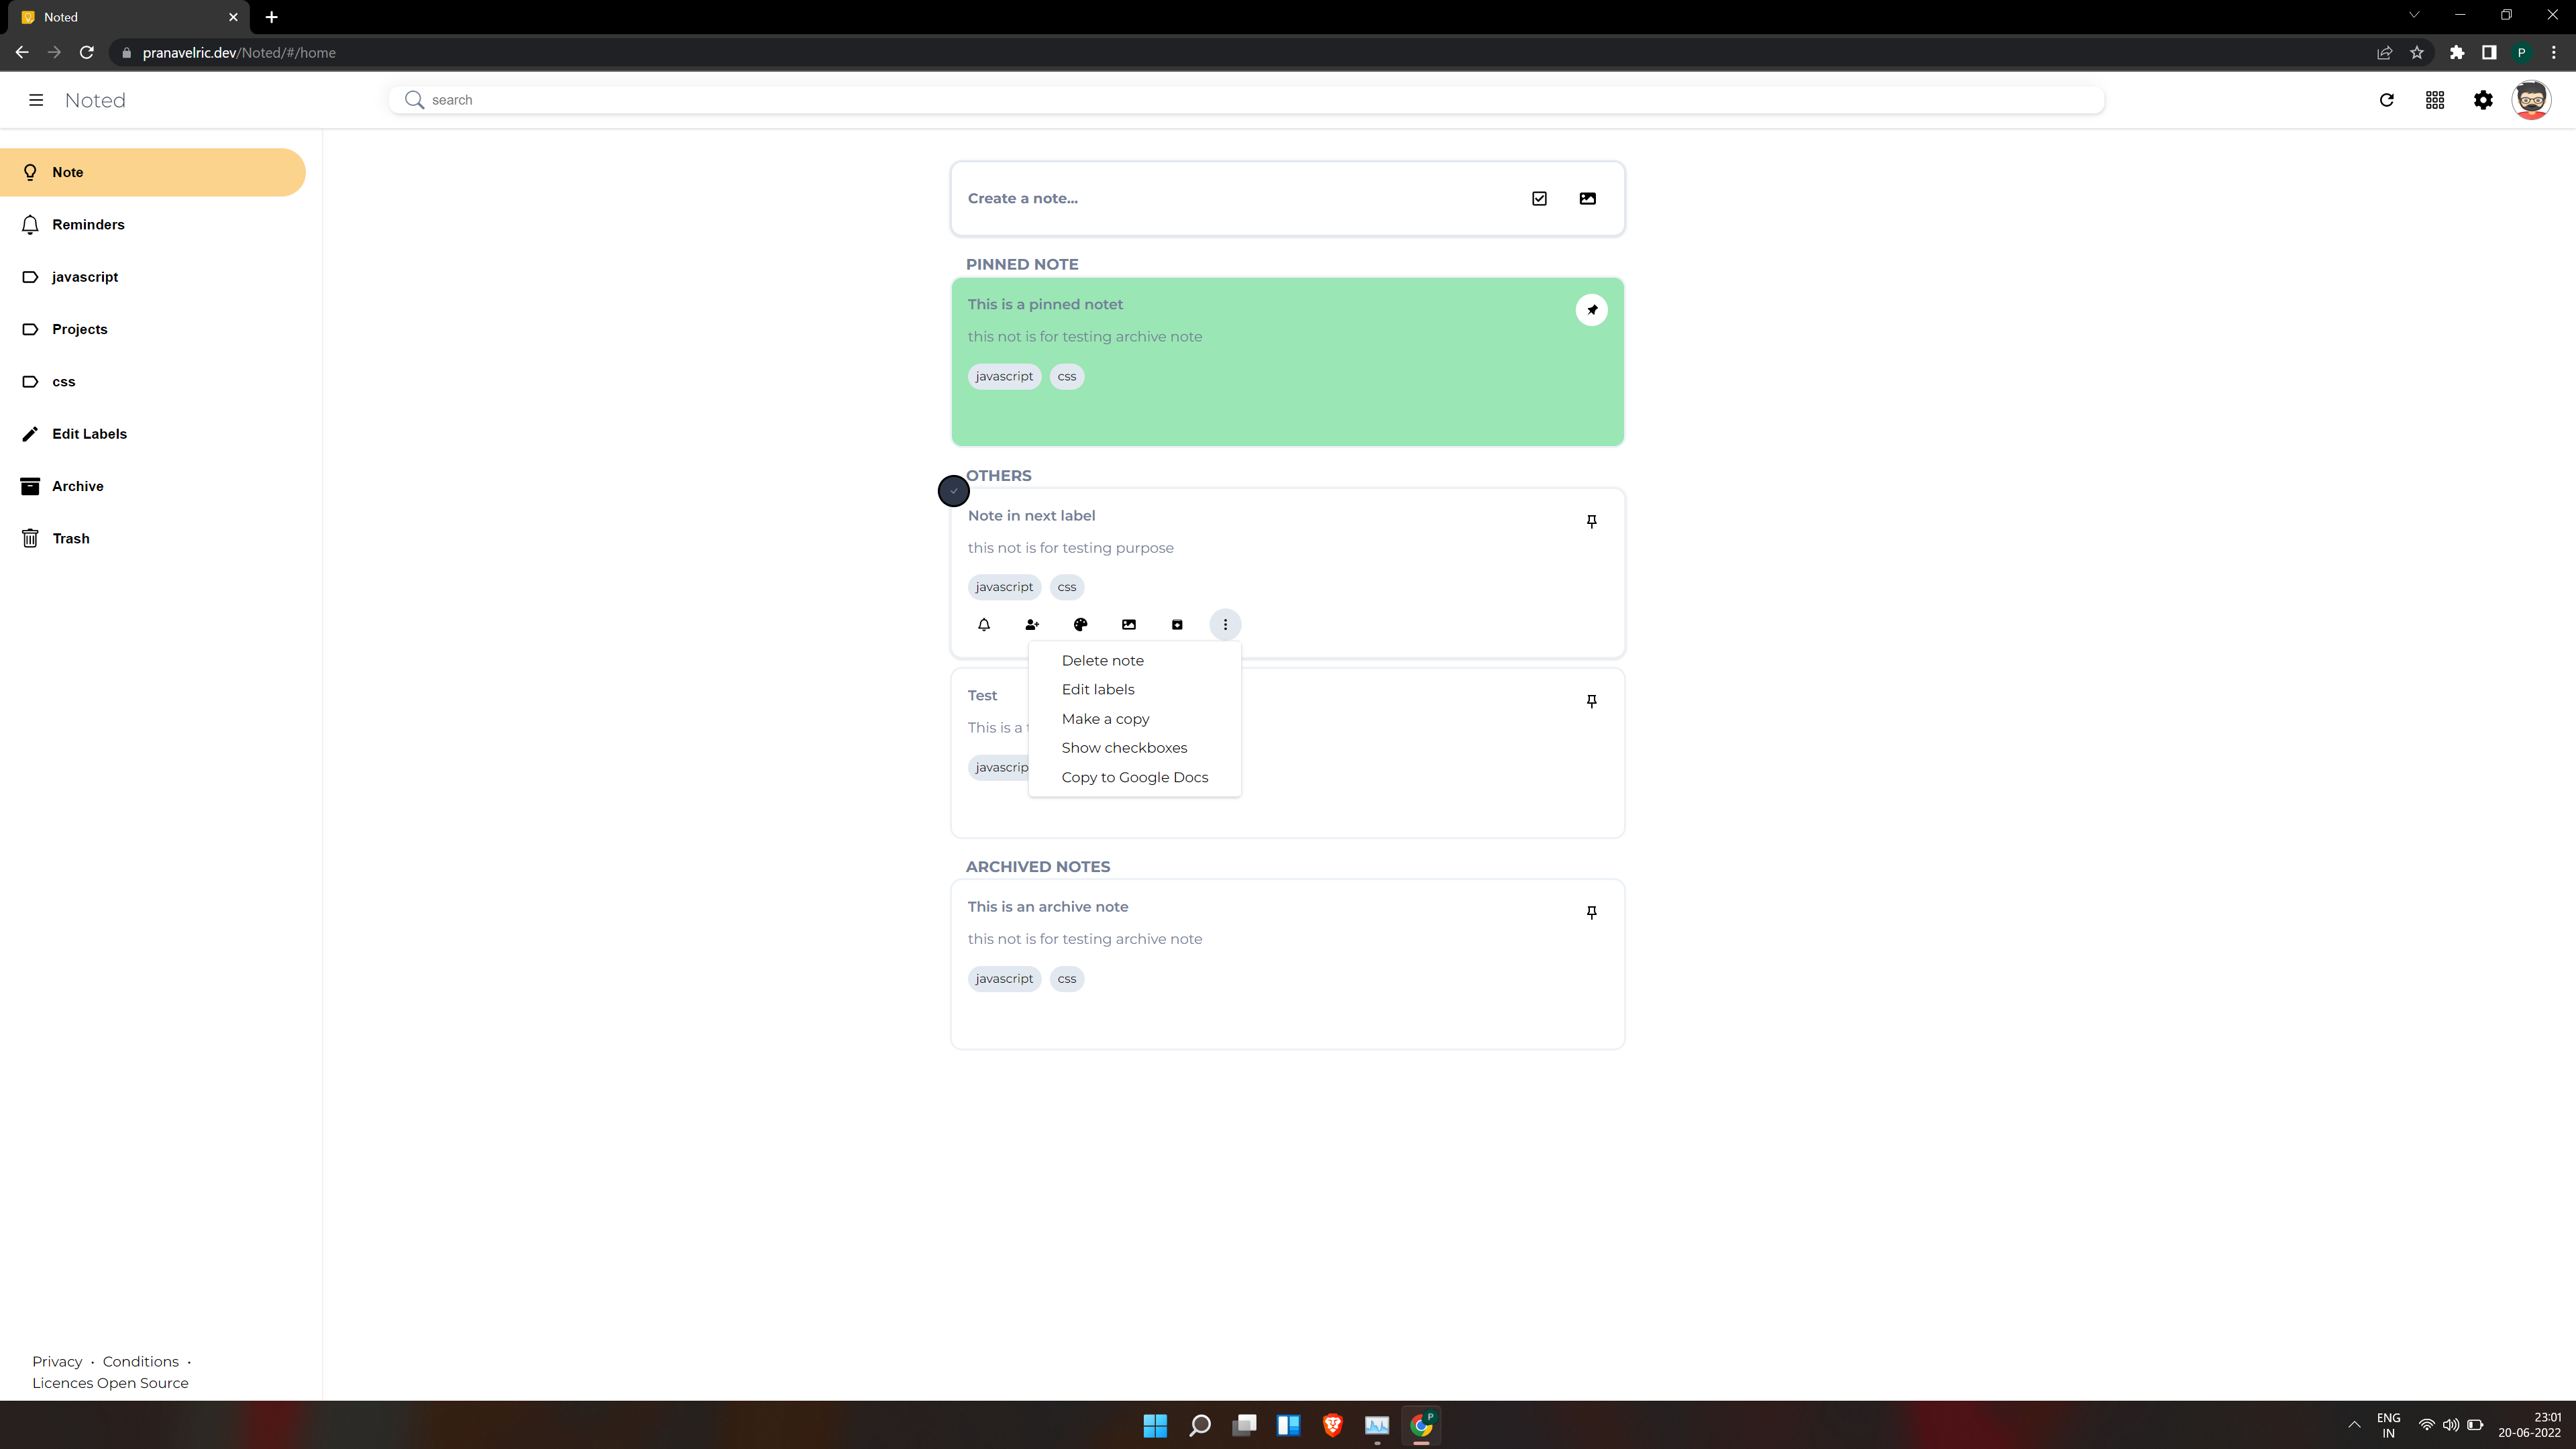 Noted
pranavelric.dev/Noted/#/home
P
Noted
search
Note
Reminders
javascript
Projects
css
Edit Labels
Archive
Trash
Create a note...
PINNED NOTE
This is a pinned notet
this not is for testing archive note
javascript css
OTHERS
Note in next label
this not is for testing purpose
javascript css
Delete note
Edit labels
Make a copy
Show checkboxes
Copy to Google Docs
Test
This is a
javascrip
ARCHIVED NOTES
This is an archive note
this not is for testing archive note
javascript css
Privacy • Conditions •
Licences Open Source
P
ENG
IN
23:01
20-06-2022